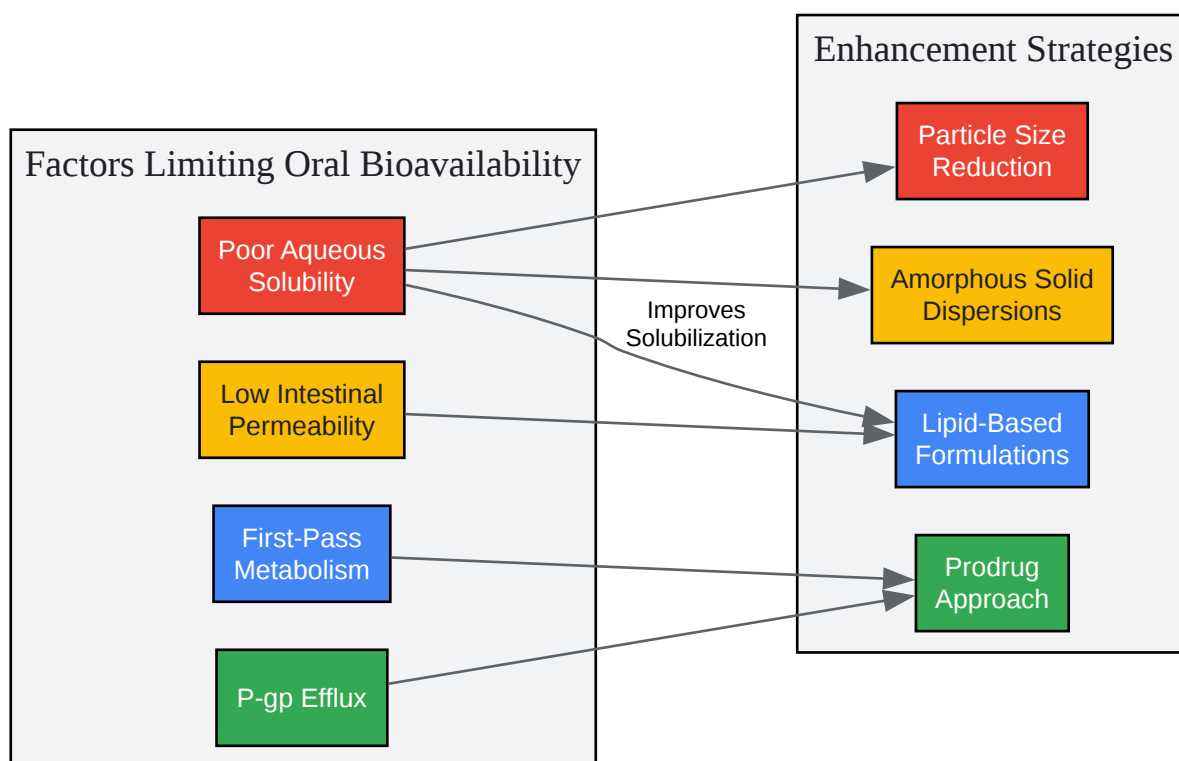 Factors Limiting Oral Bioavailability
Poor Aqueous
Solubility
Low Intestinal
Permeability
First-Pass
Metabolism
P-gp Efflux
Improves
Solubilization
Enhancement Strategies
Particle Size
Reduction
Amorphous Solid
Dispersions
Lipid-Based
Formulations
Prodrug
Approach